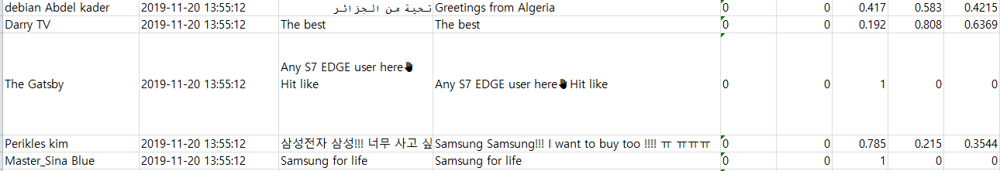 debian Abdel kader 2019-11-20 13:55:12 تحية من الجزائر Greetings from Algeria 0 0 0.417 0.583 0.4215
Darry TV 2019-11-20 13:55:12 The best The best 0 0 0.192 0.808 0.6369
The Gatsby 2019-11-20 13:55:12 Any S7 EDGE user here🖐
Hit like Any S7 EDGE user here🖐Hit like 0 0 1 0 0
Perikles kim 2019-11-20 13:55:12 삼성전자 삼성!!! 너무 사고 싶 Samsung Samsung!!! I want to buy too !!!! ㅠ ㅠㅠㅠ 0 0 0.785 0.215 0.3544
Master_Sina Blue 2019-11-20 13:55:12 Samsung for life Samsung for life 0 0 1 0 0